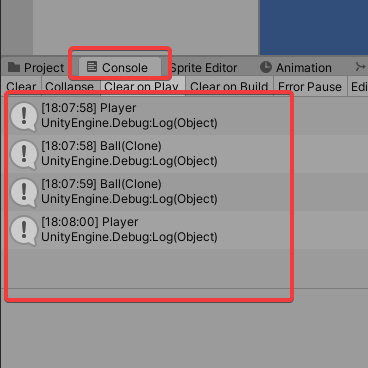 Project Console Sprite Editor Animation
Clear Collapse Clear on Play Clear on Build Error Pause Edi
[18:07:58] Player
UnityEngine.Debug:Log(Object)
[18:07:58] Ball(Clone)
UnityEngine.Debug:Log(Object)
[18:07:59] Ball(Clone)
UnityEngine.Debug:Log(Object)
[18:08:00] Player
UnityEngine.Debug:Log(Object)